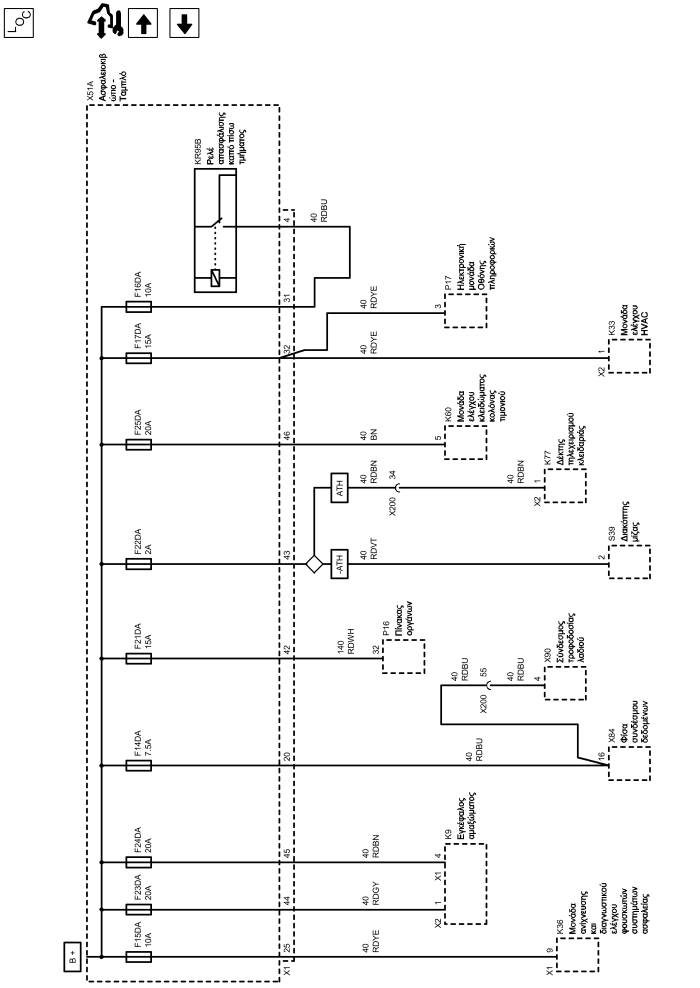 LOC
X51A
Ασφαλειοκιβ
ώτιο -
Ταμπλό
KR95B
Ρελέ
απασφάλισης
καπό πίσω
τμήματος
B +
F15DA
10A
F23DA
20A
F24DA
20A
F14DA
7.5A
F21DA
15A
F22DA
2A
F25DA
20A
F17DA
15A
F16DA
10A
X1
25
44
45
20
42
43
46
32
31
4
40
RDYE
40
RDGY
40
RDBN
40
RDBU
140
RDWH
40
RDVT
40
RDBN
40
BN
40
RDYE
40
RDYE
40
RDBU
-ATH
ATH
X200
34
40
RDBN
40
RDBU
X200
55
40
RDBU
X1
9
K36
Μονάδα
ανίχνευσης
και
διαγνωστικού
ελέγχου
φουσκωτών
συστημάτων
ασφαλείας
X2
1
X1
4
K9
Εγκέφαλος
αμαξώματος
16
X84
Φίσα
συνδέσμου
δεδομένων
4
X90
Σύνδεσμος
τροφοδοσίας
λαδιού
32
P16
Πίνακας
οργάνων
2
S39
Διακόπτης
μίζας
X2
1
K77
Δέκτης
τηλεχειρισμού
κλειδαριάς
5
K60
Μονάδα
ελέγχου
κλειδώματος
κολόνας
τιμονιού
X2
1
K33
Μονάδα
ελέγχου
HVAC
3
P17
Ηλεκτρονική
μονάδα
Οθόνης
πληροφοριών